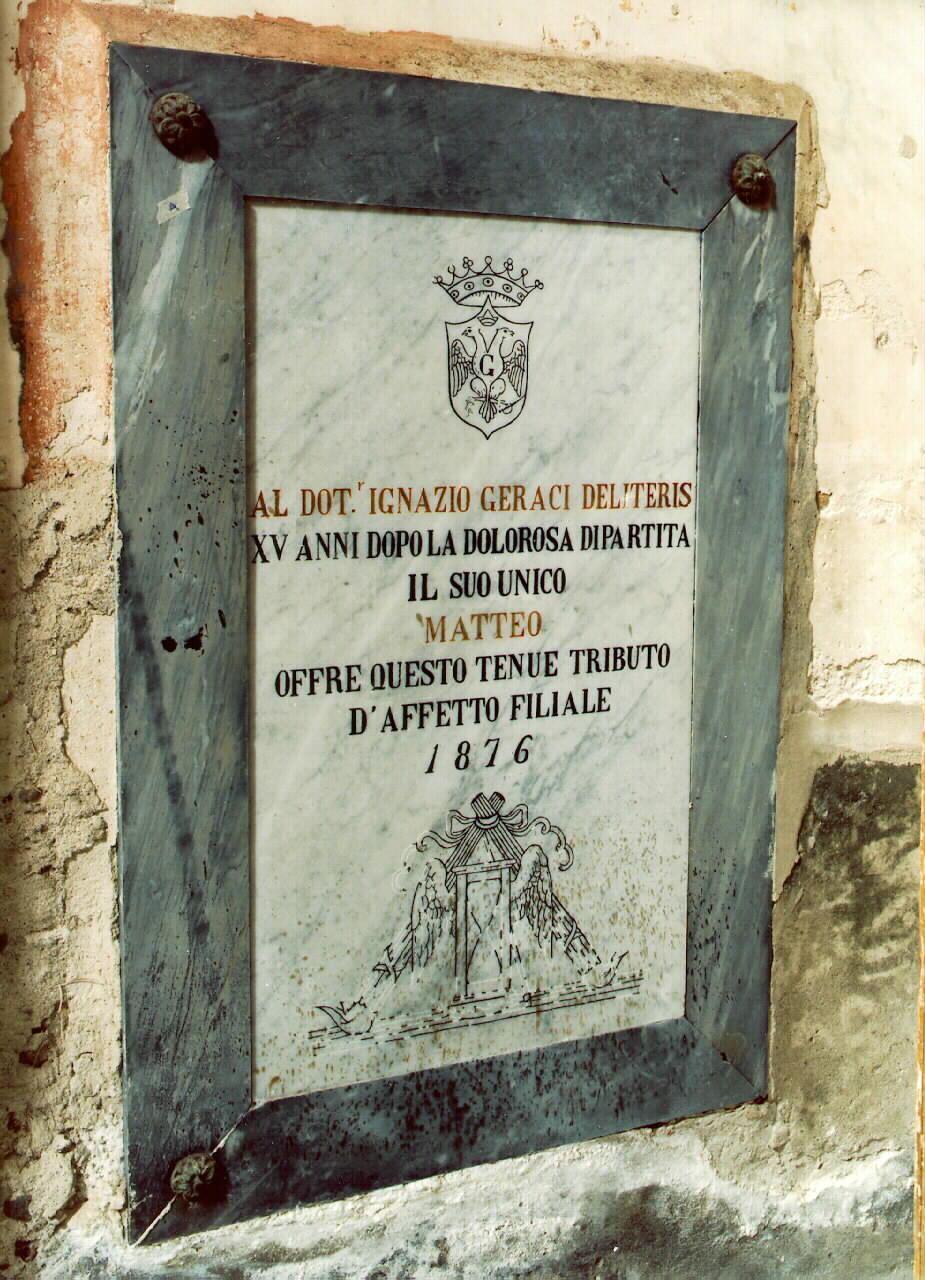 G
AL DOT.r IGNAZIO GERACI DELITERIS
XV ANNI DOPO LA DOLOROSA DIPARTITA
IL SUO UNICO
MATTEO
OFFRE QUESTO TENUE TRIBUTO
D'AFFETTO FILIALE
1876